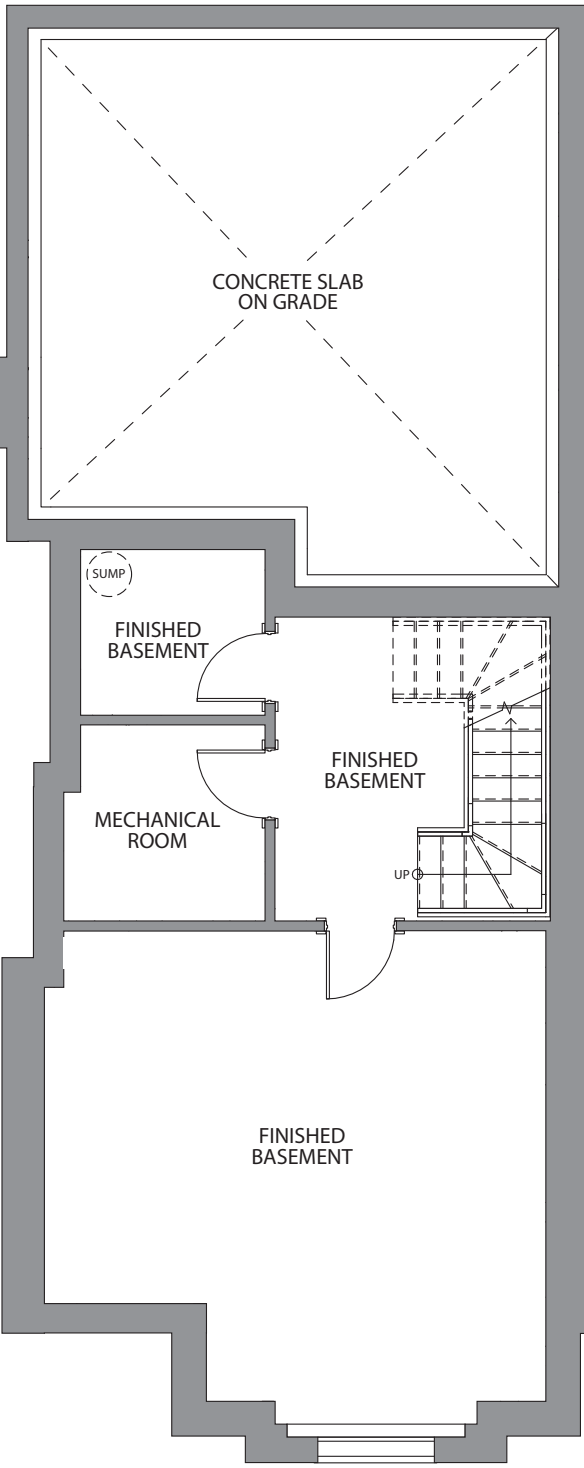 CONCRETE SLAB
ON GRADE
SUMP
FINISHED
BASEMENT
FINISHED
BASEMENT
MECHANICAL
ROOM
UP
FINISHED
BASEMENT